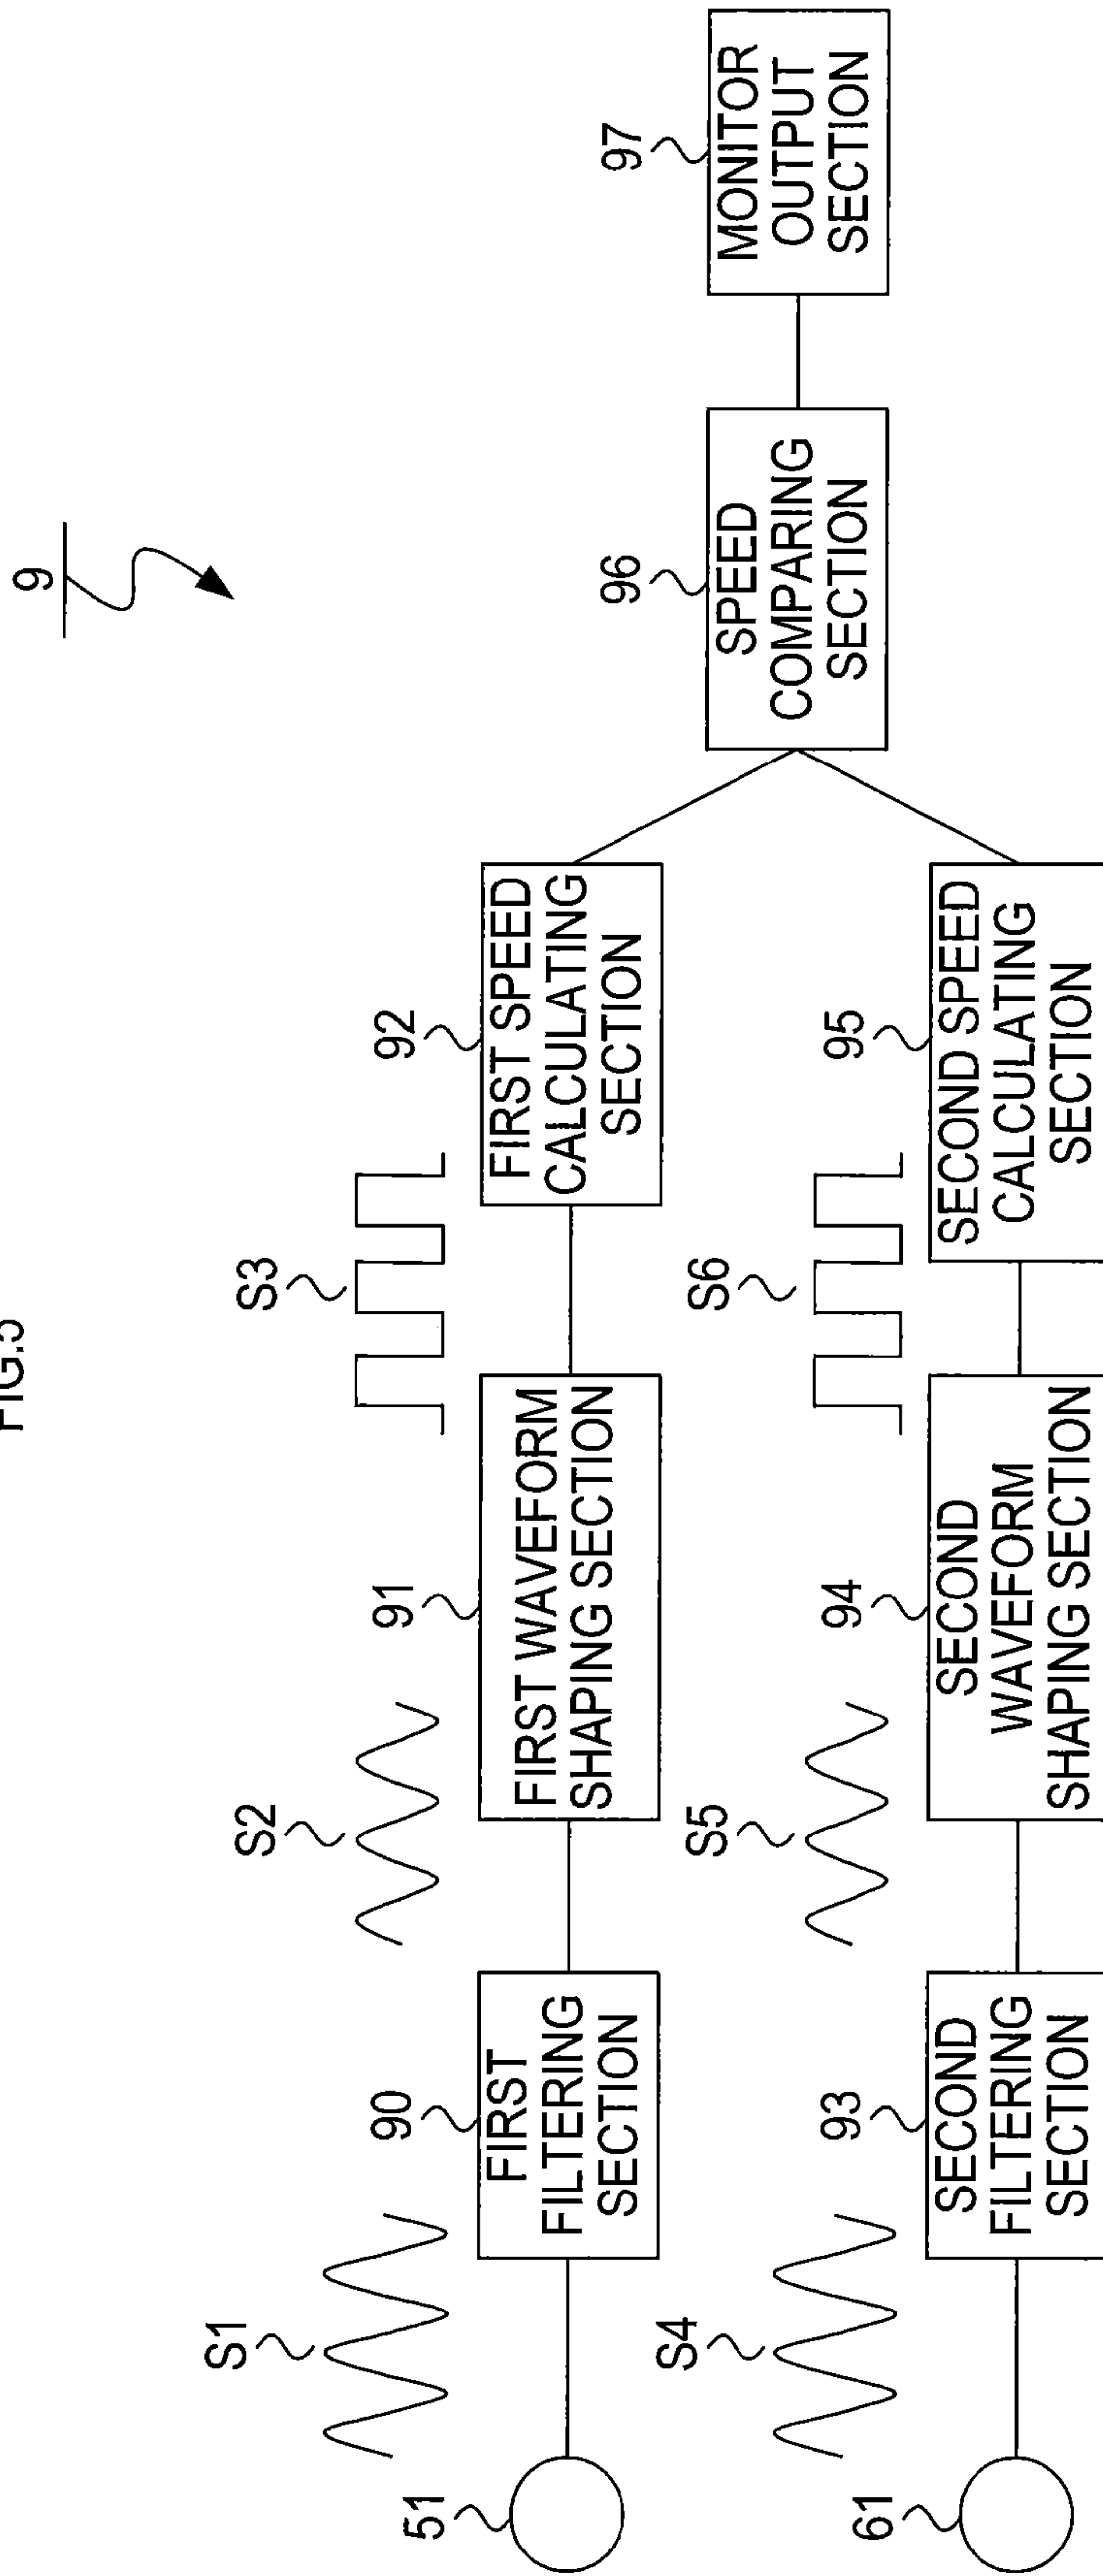 FIG.5
9
S1
S2
S3
51
90
FIRST
FILTERING
SECTION
91
FIRST WAVEFORM
SHAPING SECTION
92
FIRST SPEED
CALCULATING
SECTION
96
SPEED
COMPARING
SECTION
97
MONITOR
OUTPUT
SECTION
S4
S5
S6
61
93
SECOND
FILTERING
SECTION
94
SECOND
WAVEFORM
SHAPING SECTION
95
SECOND SPEED
CALCULATING
SECTION